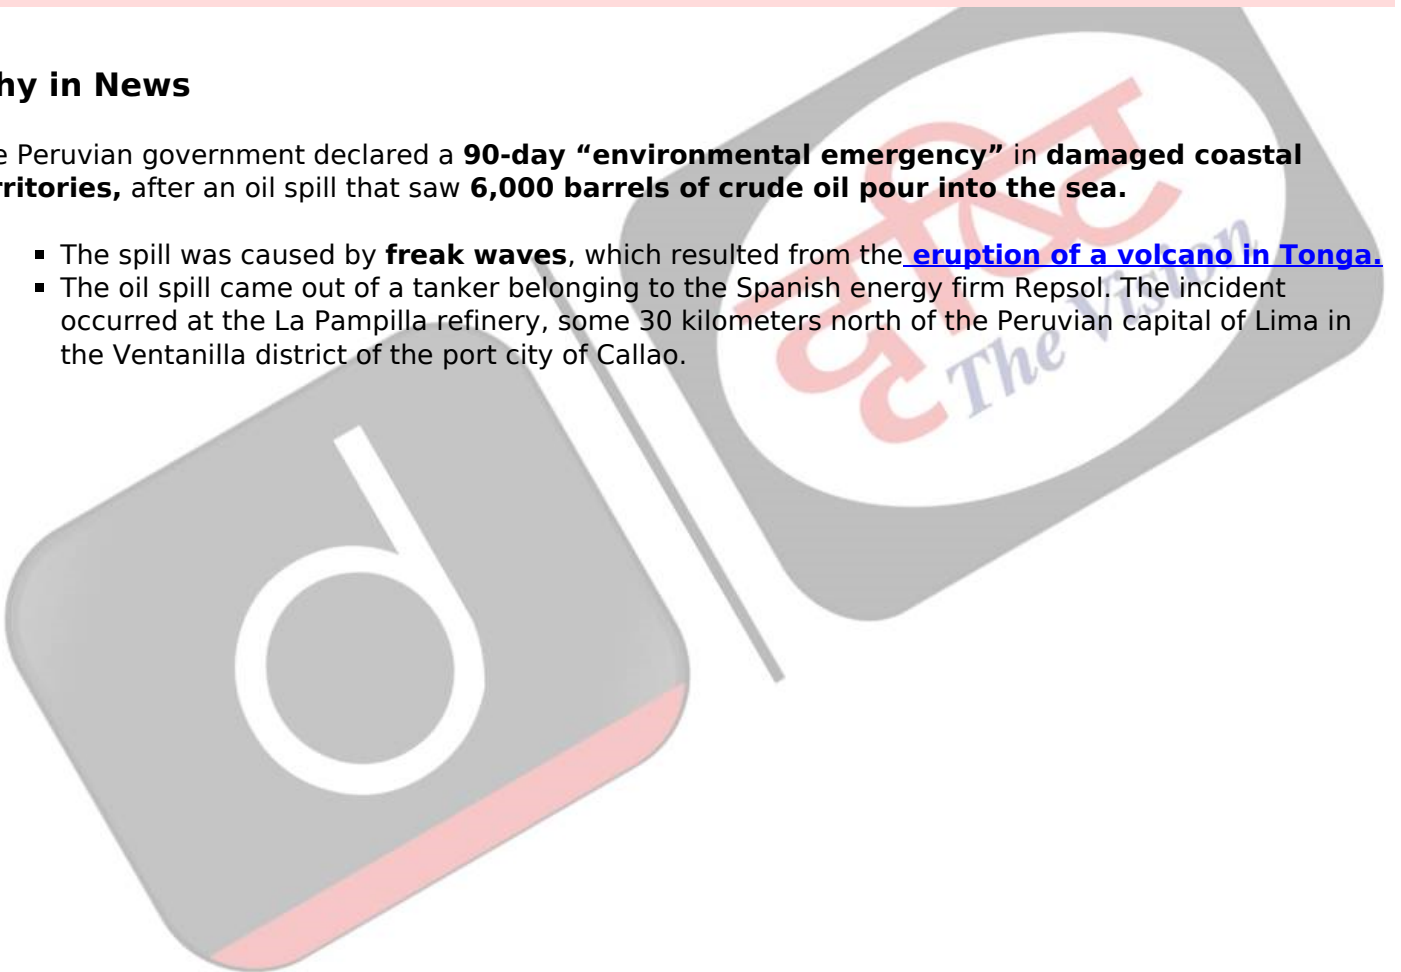 hy in News
e Peruvian government declared a 90-day “environmental emergency” in damaged coastal
rritories, after an oil spill that saw 6,000 barrels of crude oil pour into the sea.
▪ The spill was caused by freak waves, which resulted from the eruption of a volcano in Tonga.
▪ The oil spill came out of a tanker belonging to the Spanish energy firm Repsol. The incident
occurred at the La Pampilla refinery, some 30 kilometers north of the Peruvian capital of Lima in
the Ventanilla district of the port city of Callao.
d
दृष्टि
The Vision